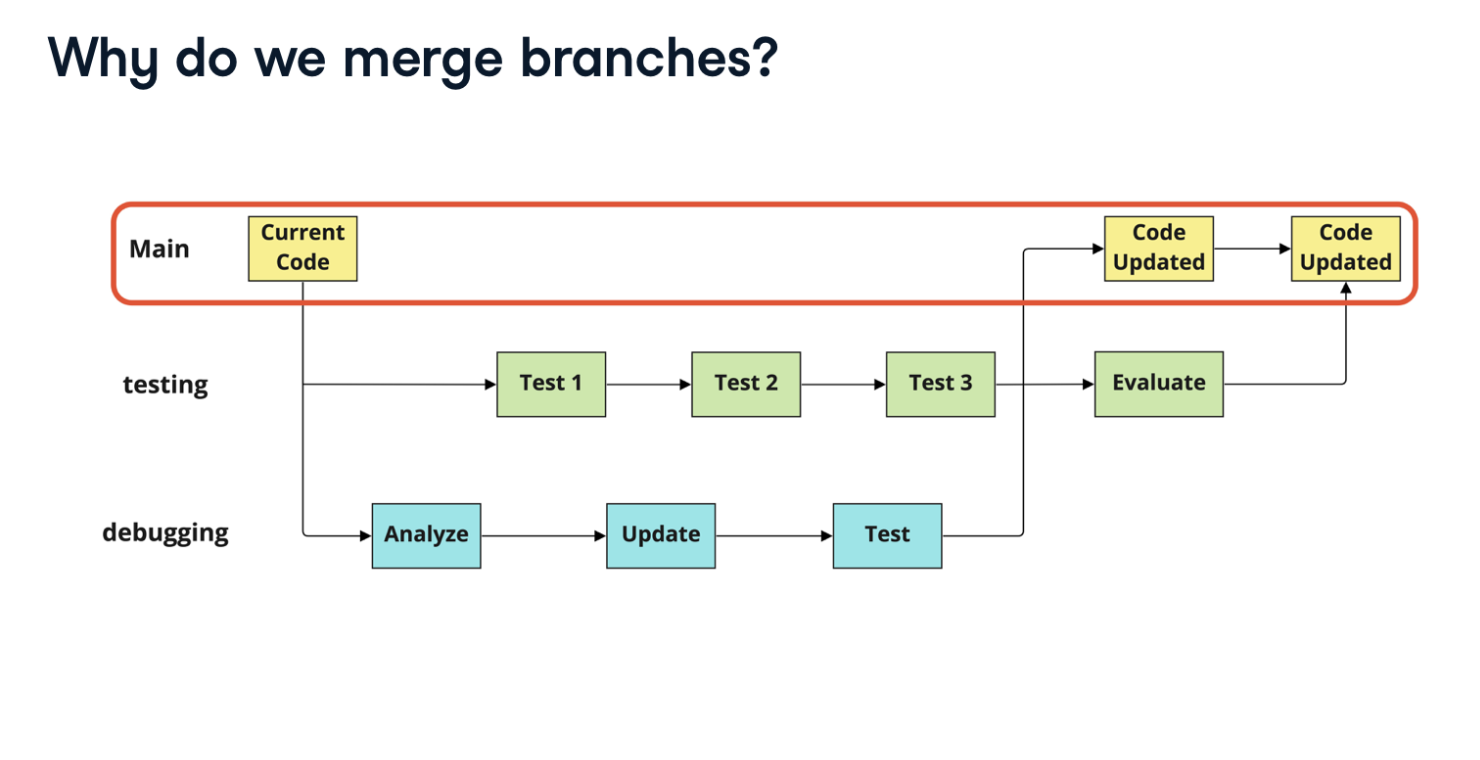 Why do we merge branches?
Main
Current
Code
Code
Updated
Code
Updated
testing
Test 1
Test 2
Test 3
Evaluate
debugging
Analyze
Update
Test